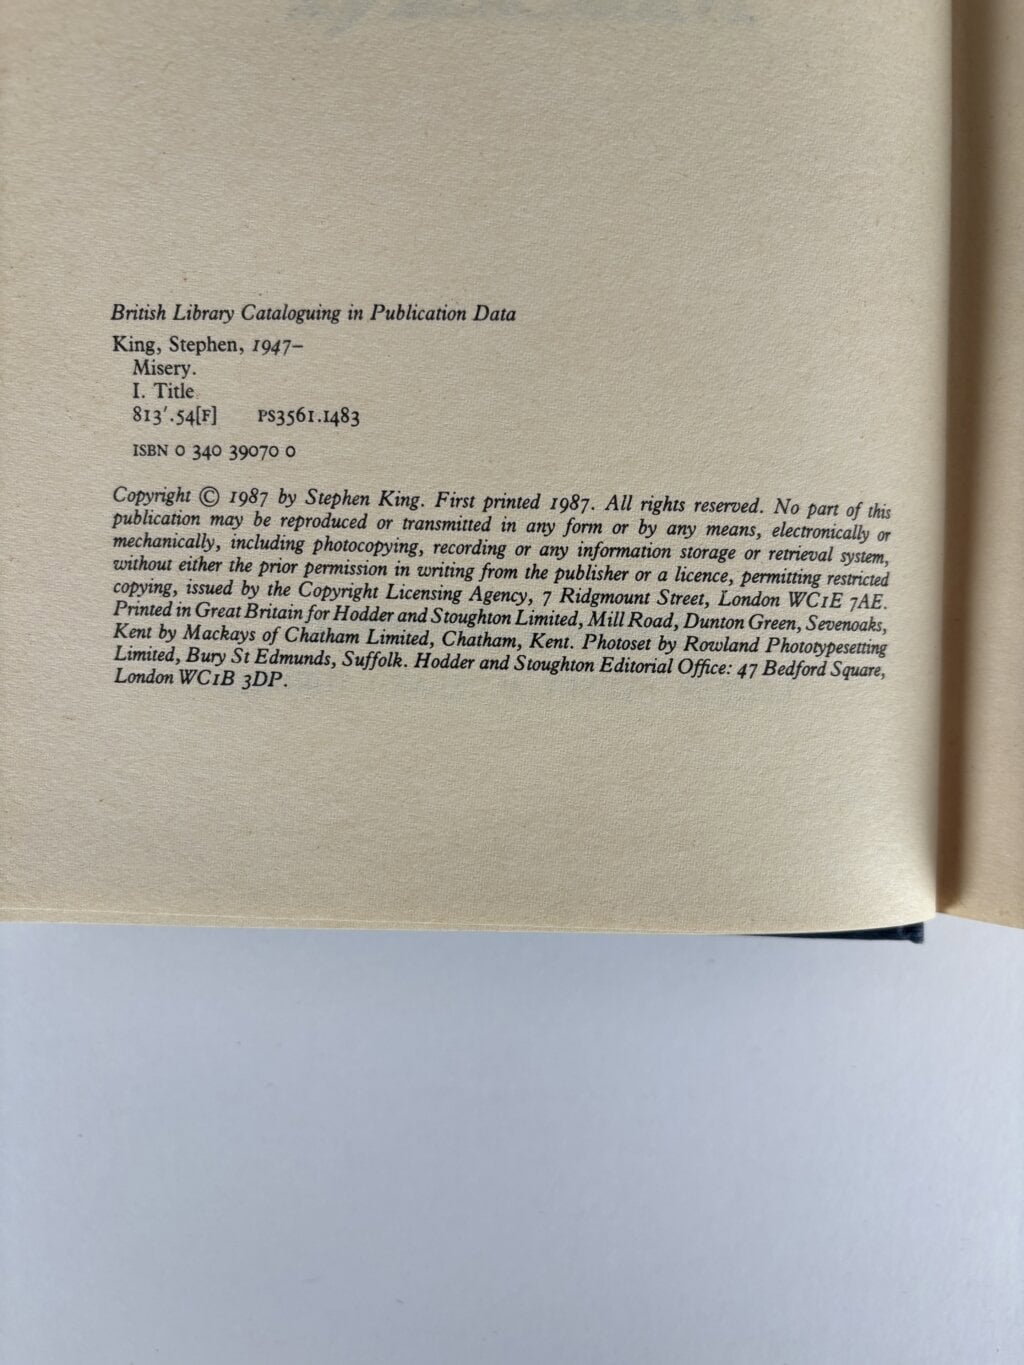 British Library Cataloguing in Publication Data
King, Stephen, 1947–
Misery.
I. Title
813'.54[F] PS3561.I483
ISBN 0 340 39070 0
Copyright © 1987 by Stephen King. First printed 1987. All rights reserved. No part of this
publication may be reproduced or transmitted in any form or by any means, electronically or
mechanically, including photocopying, recording or any information storage or retrieval system,
without either the prior permission in writing from the publisher or a licence, permitting restricted
copying, issued by the Copyright Licensing Agency, 7 Ridgmount Street, London WC1E 7AE.
Printed in Great Britain for Hodder and Stoughton Limited, Mill Road, Dunton Green, Sevenoaks,
Kent by Mackays of Chatham Limited, Chatham, Kent. Photoset by Rowland Phototypesetting
Limited, Bury St Edmunds, Suffolk. Hodder and Stoughton Editorial Office: 47 Bedford Square,
London WC1B 3DP.